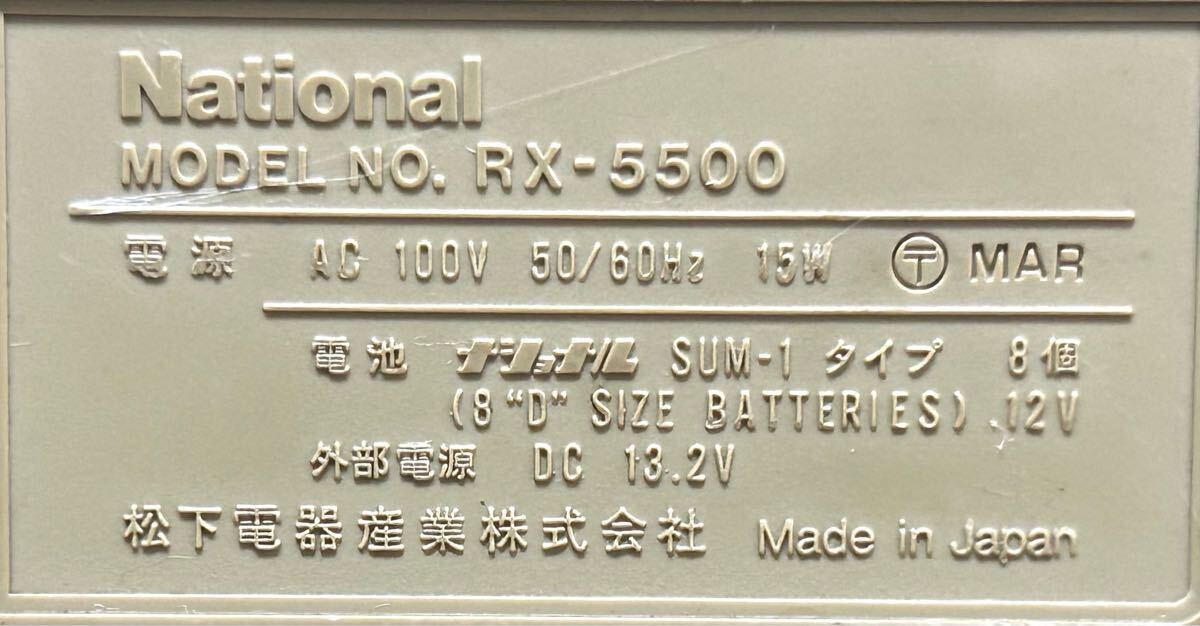 National
MODEL NO. RX-5500
電源 AC 100V 50/60Hz 15W 〒 MAR
電池 ナショナル SUM-1 タイプ 8個
(8 "D" SIZE BATTERIES) 12V
外部電源 DC 13.2V
松下電器産業株式会社 Made in Japan